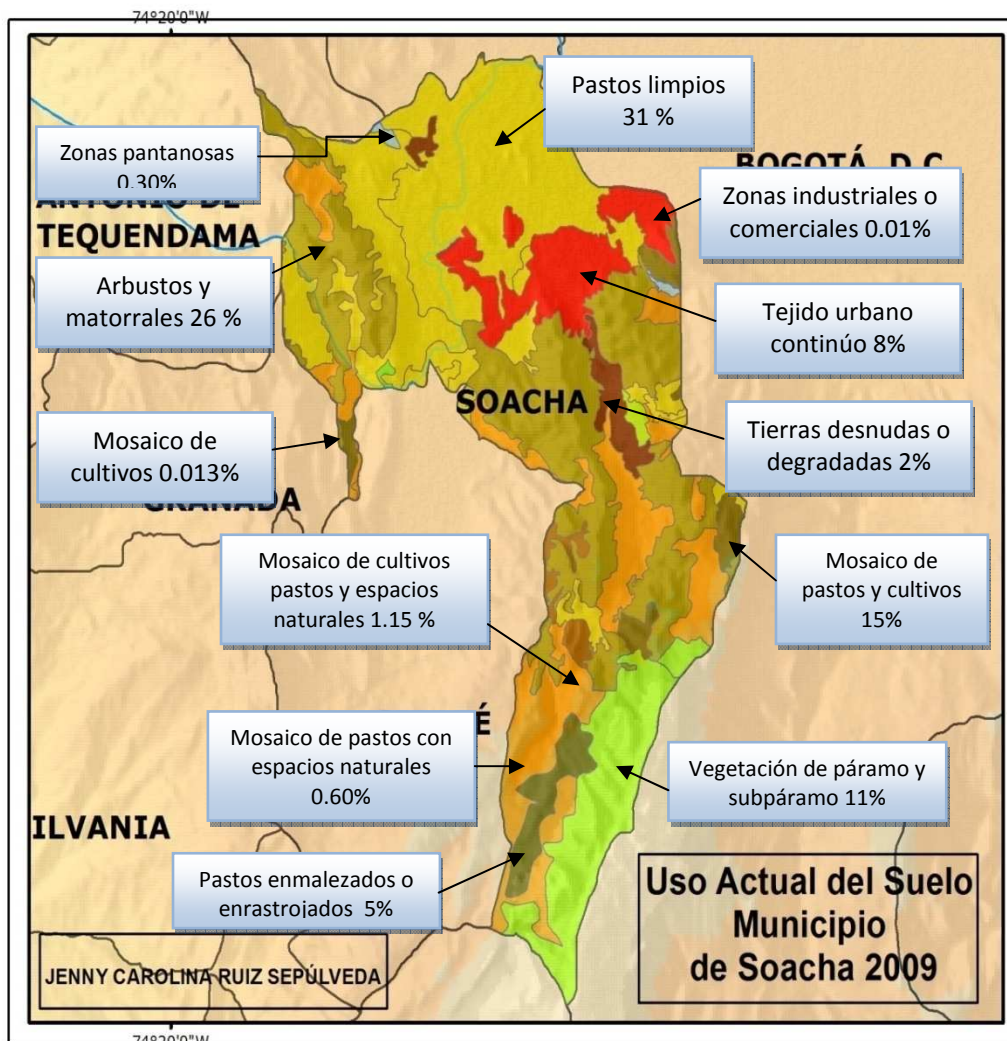 74°20'0"W
Pastos limpios
31 %
Zonas pantanosas
0.30%
BOGOTÁ, D.C.
Zonas industriales o
comerciales 0.01%
ANTONIO DE
TEQUENDAMA
Arbustos y
matorrales 26 %
Tejido urbano
continúo 8%
SOACHA
Mosaico de
cultivos 0.013%
Tierras desnudas o
degradadas 2%
GRANADA
Mosaico de cultivos
pastos y espacios
naturales 1.15 %
Mosaico de
pastos y cultivos
15%
Mosaico de pastos con
espacios naturales
0.60%
É
Vegetación de páramo y
subpáramo 11%
ILVANIA
Pastos enmalezados o
enrastrojados 5%
Uso Actual del Suelo
Municipio
de Soacha 2009
JENNY CAROLINA RUIZ SEPÚLVEDA
74°20'0"W